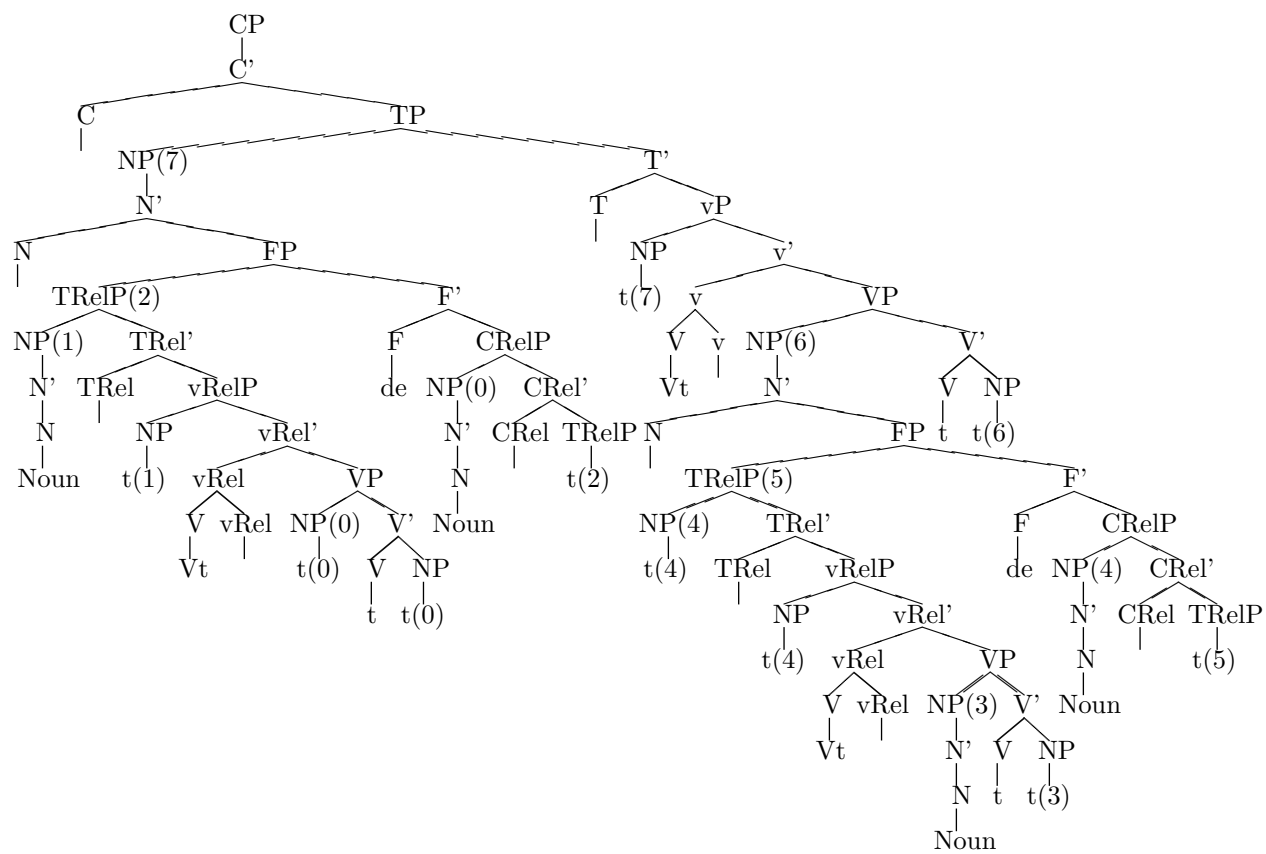 CP
C'
C TP
NP(7) T'
N' T vP
N FP NP v'
TRelP(2) F' t(7) v VP
NP(1) TRel' F CRelP V v NP(6) V'
N' TRel vRelP de NP(0) CRel' Vt N' V NP
N NP vRel' N' CRel TRelP N FP t t(6)
Noun t(1) vRel VP N t(2) TRelP(5) F'
V vRel NP(0) V' Noun NP(4) TRel' F CRelP
Vt t(0) V NP t(4) TRel vRelP de NP(4) CRel'
t t(0) NP vRel' N' CRel TRelP
t(4) vRel VP N t(5)
V vRel NP(3) V' Noun
Vt N' V NP
N t t(3)
Noun